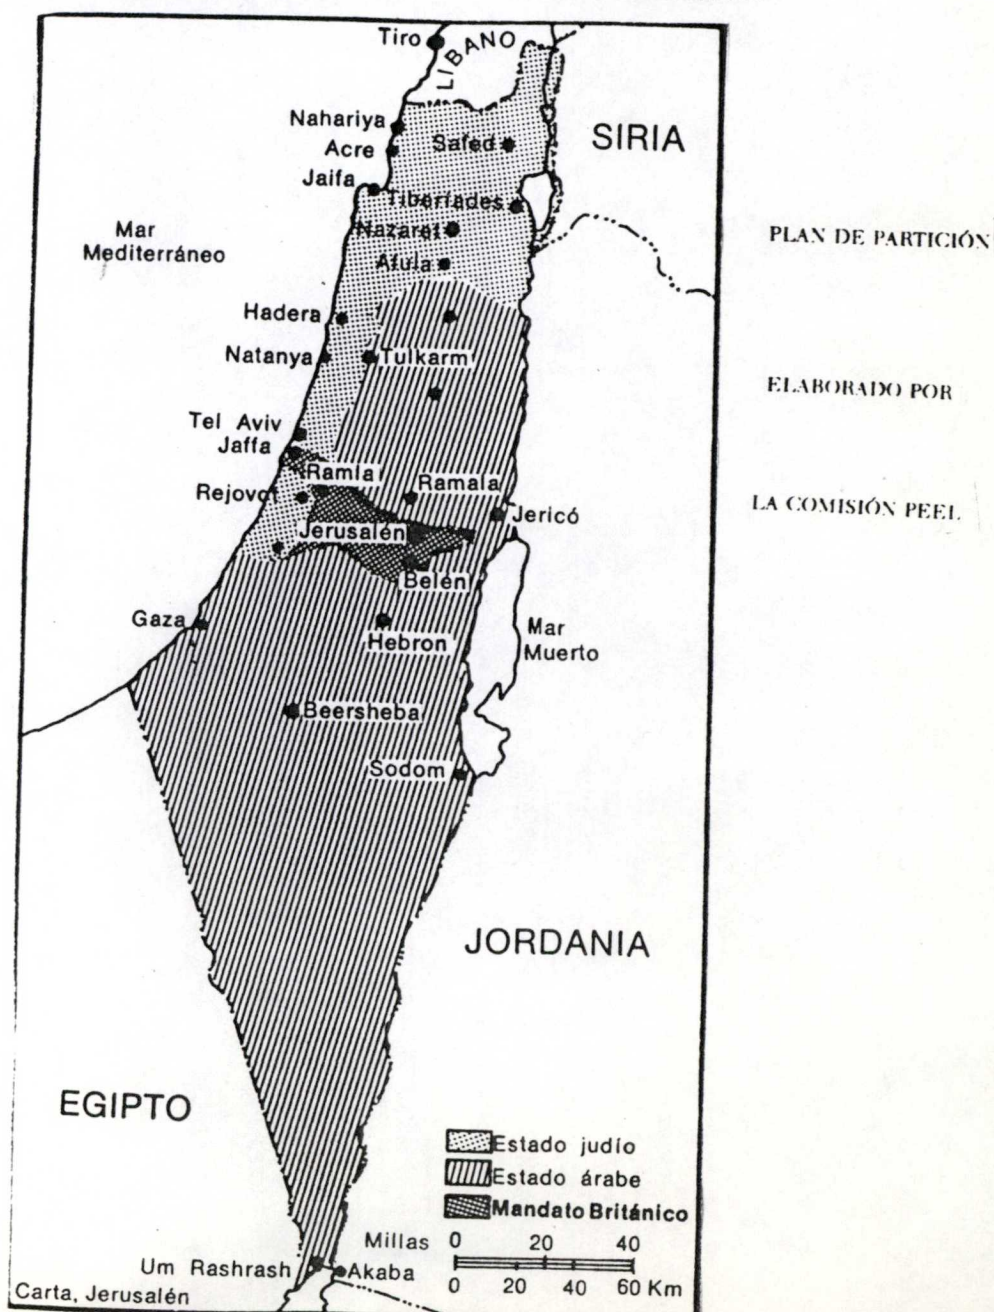 Tiro
LIBANO
Nahariya
SIRIA
Acre
Safed
Jaifa
Tiberíades
Mar
Mediterráneo
Nazaret
PLAN DE PARTICIÓN
Afula
Hadera
Natanya
Tulkarm
ELABORADO POR
Tel Aviv
Jaffa
Ramla
Rejovot
Ramala
LA COMISIÓN PEEL
Jericó
Jerusalén
Belén
Gaza
Hebron
Mar
Muerto
Beersheba
Sodom
JORDANIA
EGIPTO
Estado judío
Estado árabe
Mandato Británico
Millas
0 20 40
0 20 40 60 Km
Um Rashrash
Akaba
Carta, Jerusalén